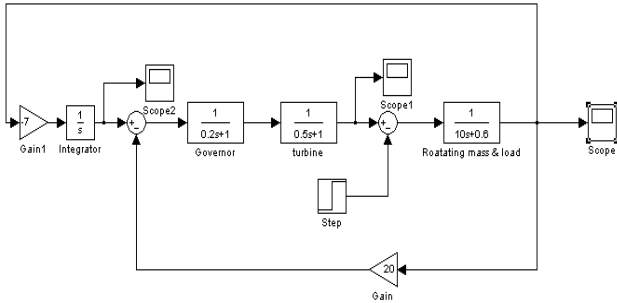 Scope2
Scope1
Scope
-7
Gain1
1
s
Integrator
+
−
1
0.2s+1
Governor
1
0.5s+1
turbine
+
−
1
10s+0.6
Roatating mass & load
Step
20
Gain